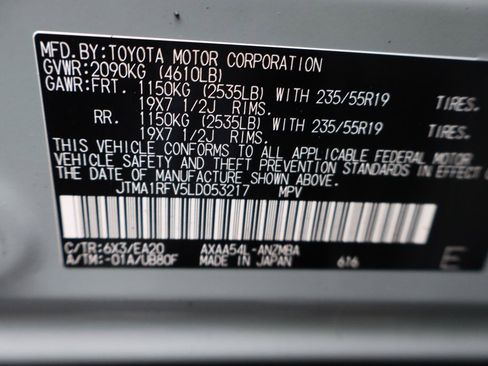 MFD.BY:TOYOTA MOTOR CORPORATION
GVWR:2090KG (4610LB)
GAWR:FRT. 1150KG (2535LB) WITH 235/55R19 TIRES.
19X7 1/2J RIMS.
RR. 1150KG (2535LB) WITH 235/55R19 TIRES.
19X7 1/2J RIMS.
THIS VEHICLE CONFORMS TO ALL APPLICABLE FEDERAL MOTOR
VEHICLE SAFETY AND THEFT PREVENTION STANDARDS IN EFFECT ON
THE DATE OF MANUFACTURE SHOWN ABOVE.
JTMA1RFV5LD053217 MPV
C/TR:6X3/EA20 AXAA54L-ANZMBA
A/TM:-01A/UB80F MADE IN JAPAN 616
E